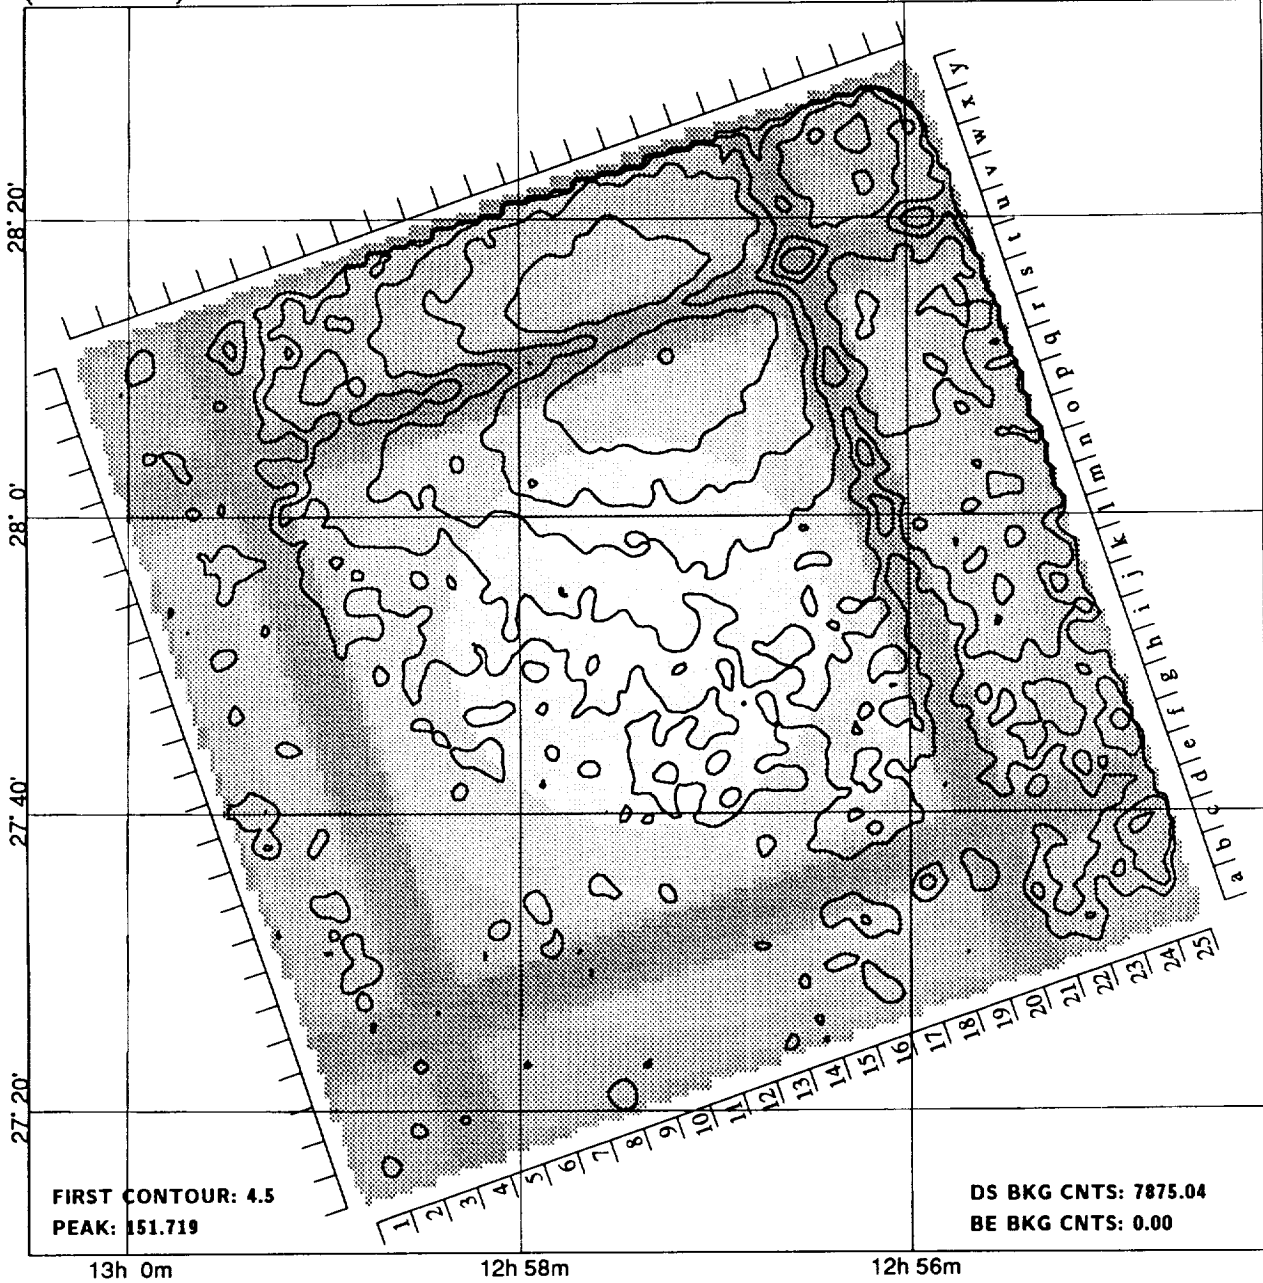 y x w v u t s r q p o n m l k j i h g f e d c b a
28° 20'
28° 0'
27° 40'
27° 20'
1 2 3 4 5 6 7 8 9 10 11 12 13 14 15 16 17 18 19 20 21 22 23 24 25
FIRST CONTOUR: 4.5
PEAK: 151.719
DS BKG CNTS: 7875.04
BE BKG CNTS: 0.00
13h 0m
12h 58m
12h 56m